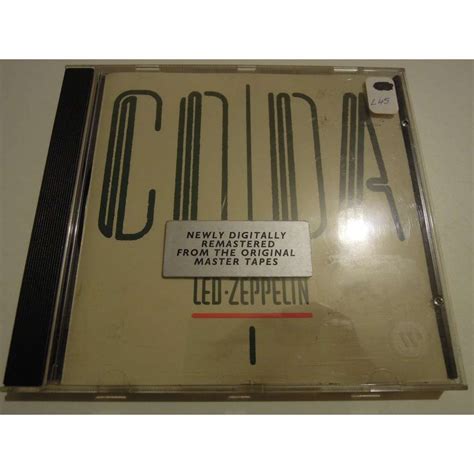 CODA
NEWLY DIGITALLY
REMASTERED
FROM THE ORIGINAL
MASTER TAPES
LED-ZEPPELIN